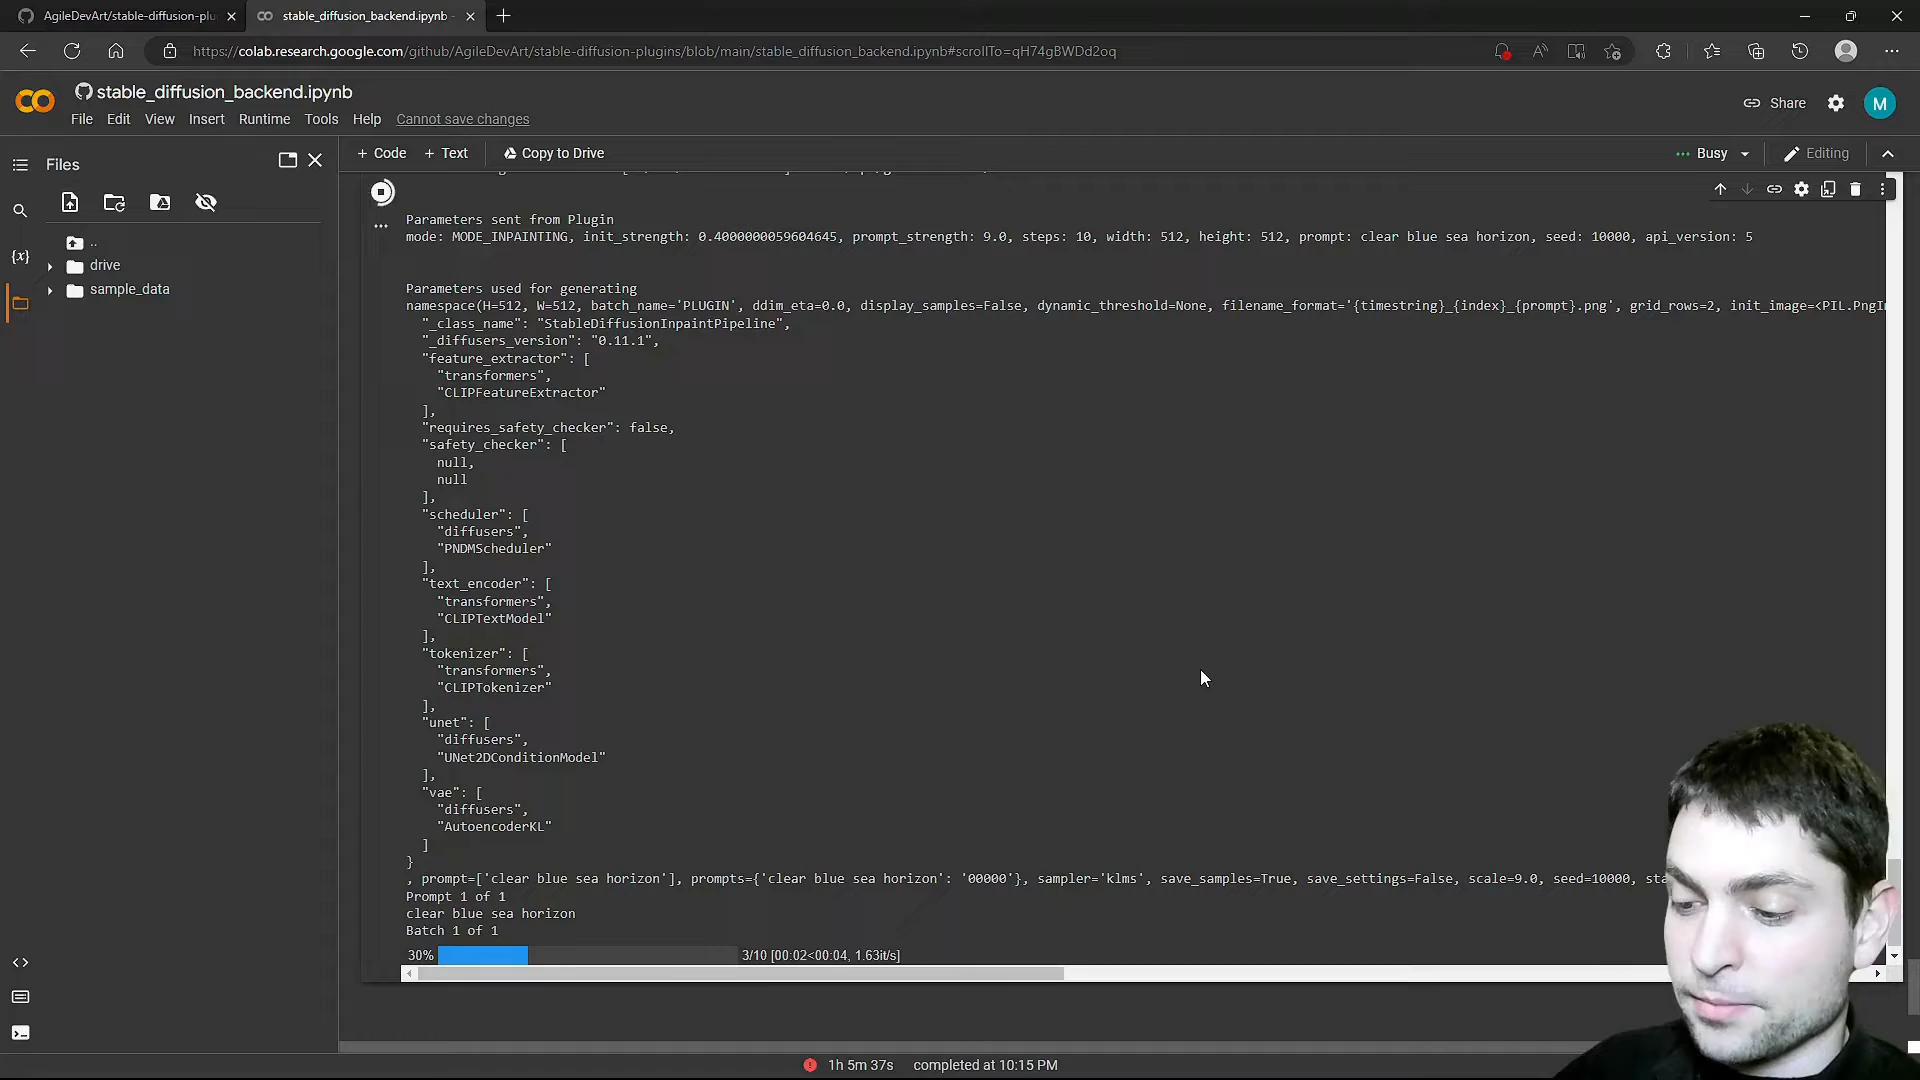 AgileDevArt/stable-diffusion-plu
stable_diffusion_backend.ipynb -
https://colab.research.google.com/github/AgileDevArt/stable-diffusion-plugins/blob/main/stable_diffusion_backend.ipynb#scrollTo=qH74gBWDd2oq
stable_diffusion_backend.ipynb
File Edit View Insert Runtime Tools Help Cannot save changes
Share
M
Files
+ Code + Text Copy to Drive
Busy
Editing
..
drive
sample_data
Parameters sent from Plugin
mode: MODE_INPAINTING, init_strength: 0.4000000059604645, prompt_strength: 9.0, steps: 10, width: 512, height: 512, prompt: clear blue sea horizon, seed: 10000, api_version: 5
Parameters used for generating
namespace(H=512, W=512, batch_name='PLUGIN', ddim_eta=0.0, display_samples=False, dynamic_threshold=None, filename_format='{timestring}_{index}_{prompt}.png', grid_rows=2, init_image=<PIL.PngI
"_class_name": "StableDiffusionInpaintPipeline",
"_diffusers_version": "0.11.1",
"feature_extractor": [
"transformers",
"CLIPFeatureExtractor"
],
"requires_safety_checker": false,
"safety_checker": [
null,
null
],
"scheduler": [
"diffusers",
"PNDMScheduler"
],
"text_encoder": [
"transformers",
"CLIPTextModel"
],
"tokenizer": [
"transformers",
"CLIPTokenizer"
],
"unet": [
"diffusers",
"UNet2DConditionModel"
],
"vae": [
"diffusers",
"AutoencoderKL"
]
}
, prompt=['clear blue sea horizon'], prompts={'clear blue sea horizon': '00000'}, sampler='klms', save_samples=True, save_settings=False, scale=9.0, seed=10000, sta
Prompt 1 of 1
clear blue sea horizon
Batch 1 of 1
30% 3/10 [00:02<00:04, 1.63it/s]
1h 5m 37s completed at 10:15 PM